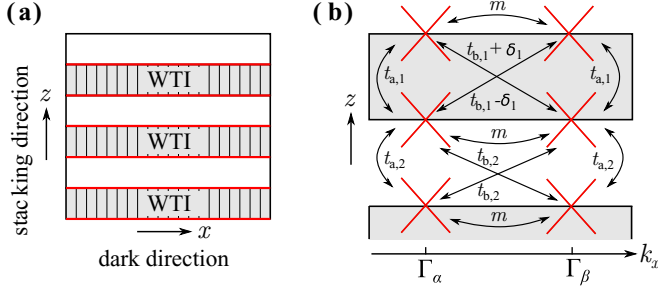 (a)
WTI
WTI
WTI
z
stacking direction
x
dark direction
(b)
m
t_{b,1}+ δ_1
t_{a,1}
t_{a,1}
t_{b,1}-δ_1
z
m
t_{a,2}
t_{b,2}
t_{a,2}
t_{b,2}
m
k_x
Γ_α
Γ_β